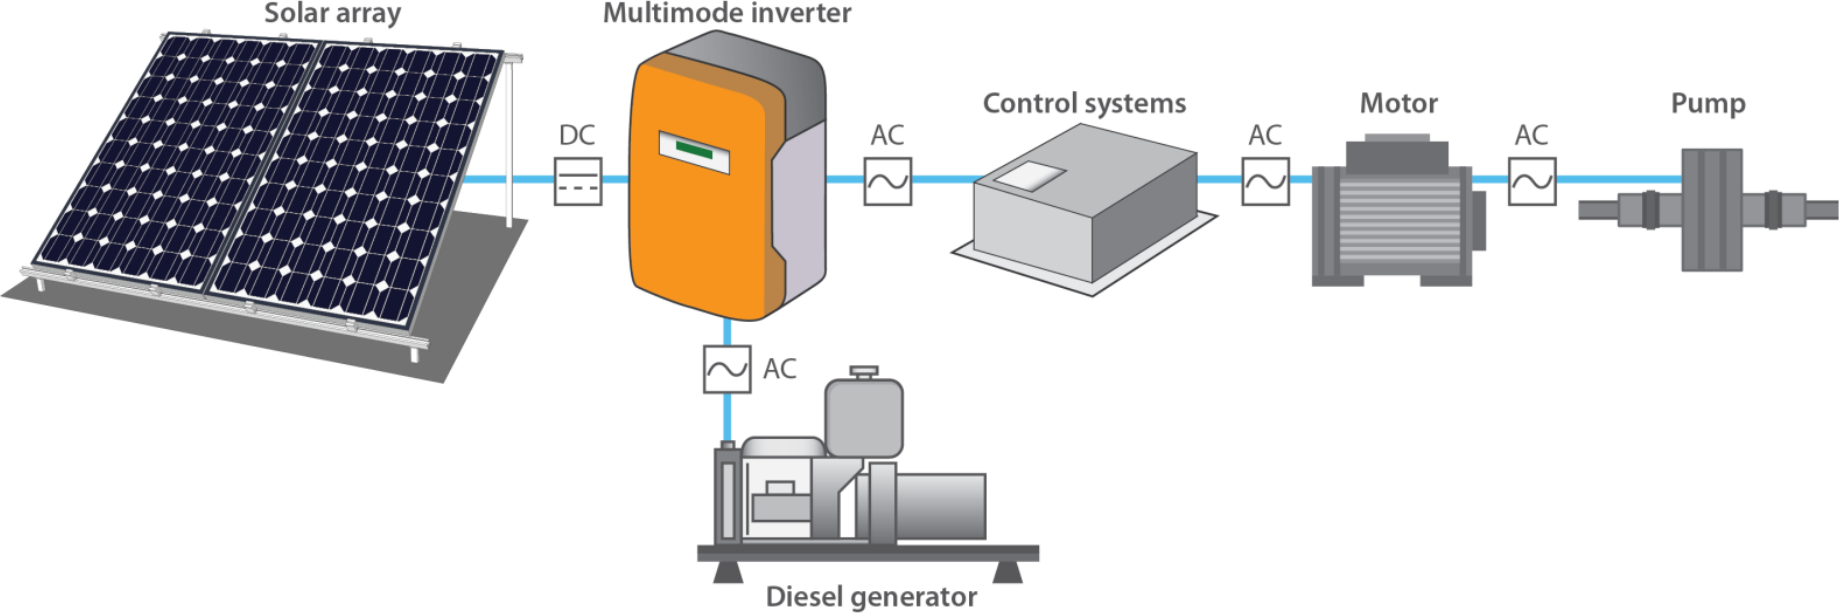 Solar array
Multimode inverter
Control systems
Motor
Pump
DC
AC
AC
AC
AC
Diesel generator